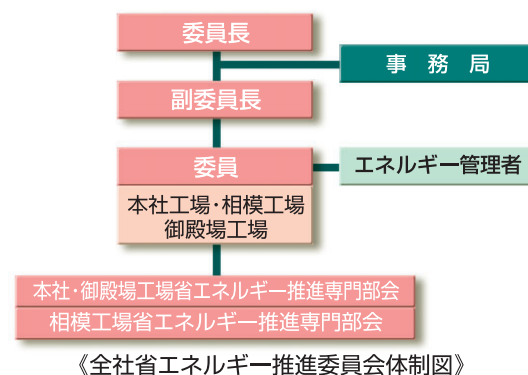 委員長
事 務 局
副委員長
委員
エネルギー管理者
本社工場・相模工場
御殿場工場
本社・御殿場工場省エネルギー推進専門部会
相模工場省エネルギー推進専門部会
《全社省エネルギー推進委員会体制図》